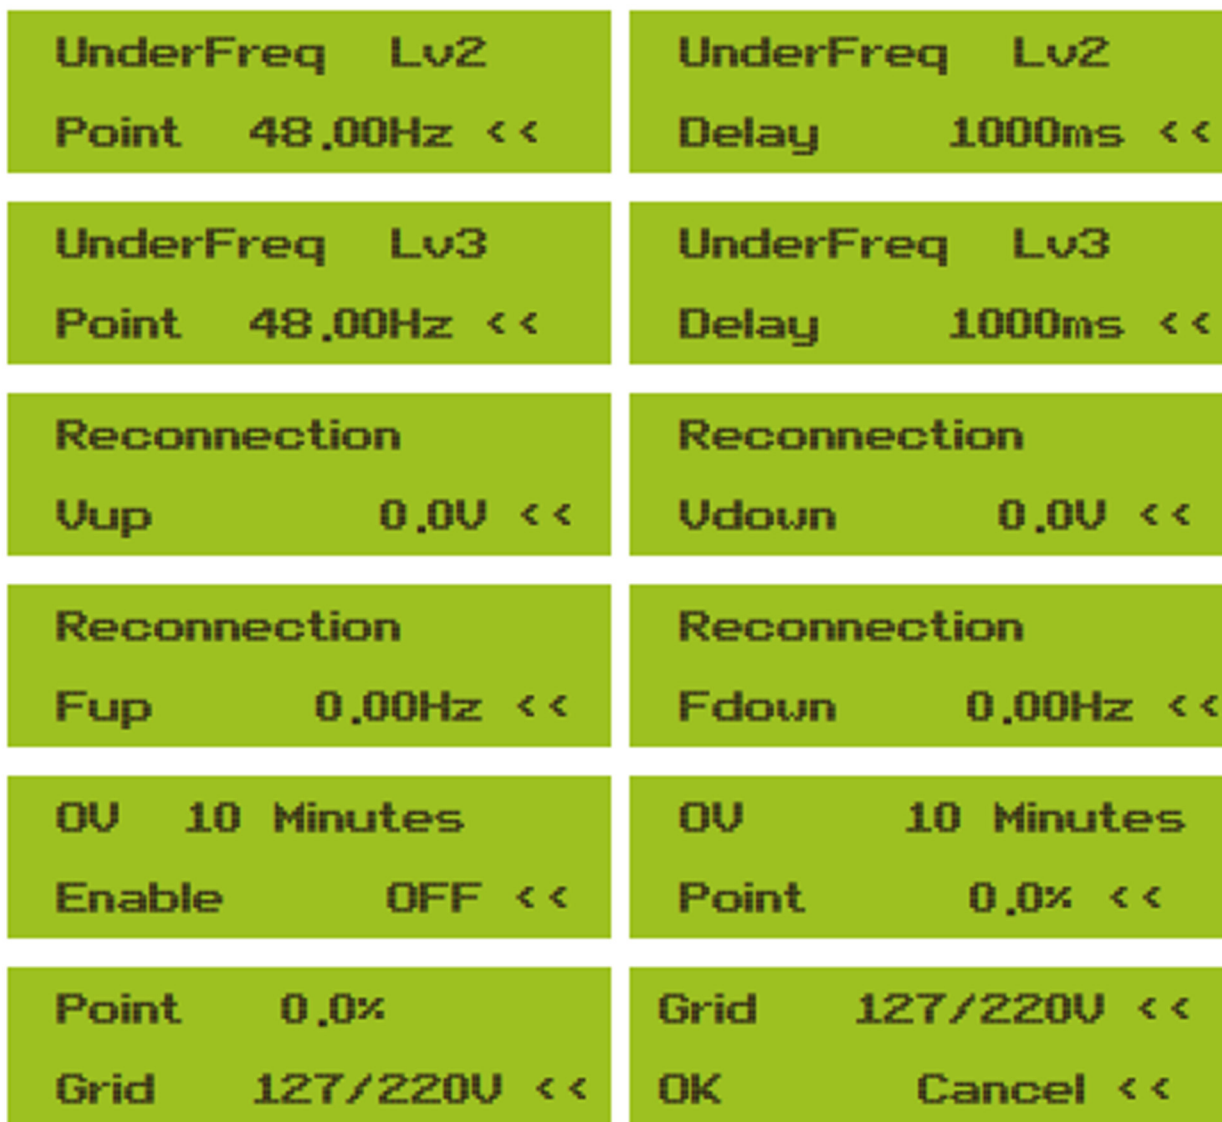 UnderFreq Lv2
Point 48.00Hz <<
UnderFreq Lv2
Delay 1000ms <<
UnderFreq Lv3
Point 48.00Hz <<
UnderFreq Lv3
Delay 1000ms <<
Reconnection
Vup 0.0V <<
Reconnection
Vdown 0.0V <<
Reconnection
Fup 0.00Hz <<
Reconnection
Fdown 0.00Hz <<
OV 10 Minutes
Enable OFF <<
OV 10 Minutes
Point 0.0% <<
Point 0.0%
Grid 127/220V <<
Grid 127/220V <<
OK Cancel <<